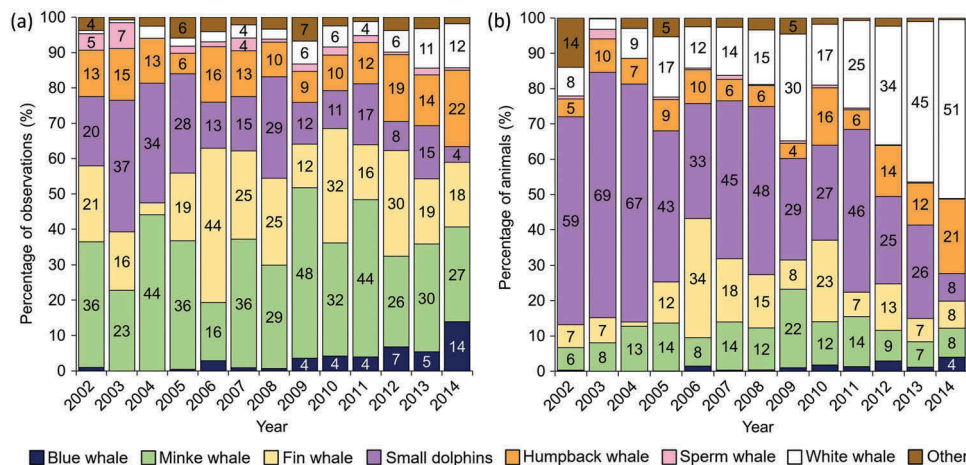 (a)
Percentage of observations (%)
100
90
80
70
60
50
40
30
20
10
0
4 5 13 20 21 36
7 15 37 16 23
13 34 44
6 6 28 19 36
16 13 44 16
4 4 13 15 25 36
10 29 25 29
7 6 9 12 12 48 4
6 10 11 32 32 4
4 12 17 16 44 4
6 19 8 30 26 7
11 14 15 19 30 5
12 22 4 18 27 14
2002 2003 2004 2005 2006 2007 2008 2009 2010 2011 2012 2013 2014
Year
(b)
Percentage of animals (%)
100
90
80
70
60
50
40
30
20
10
0
14 8 5 59 7 6
10 69 7 8
9 7 67 13
5 17 9 43 12 14
12 10 33 34 8
14 6 45 18 14
15 6 48 15 12
5 30 4 29 8 22
17 16 27 23 12
25 6 46 7 14
34 14 25 13 9
45 12 26 7 7
51 21 8 8 8 4
2002 2003 2004 2005 2006 2007 2008 2009 2010 2011 2012 2013 2014
Year
Blue whale Minke whale Fin whale Small dolphins Humpback whale Sperm whale White whale Other